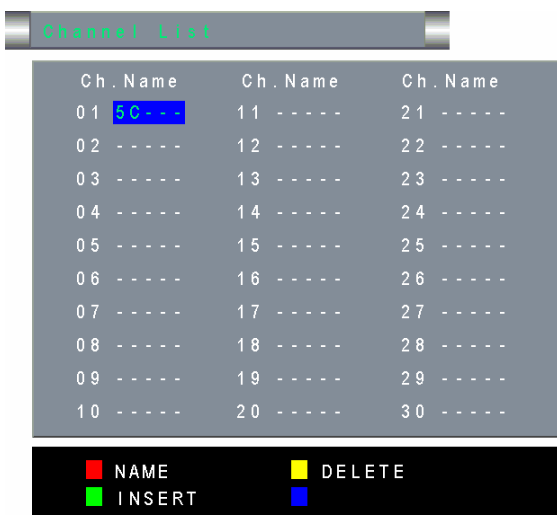 Channel List
Ch. Name Ch. Name Ch. Name
01 5C--- 11 ----- 21 -----
02 ----- 12 ----- 22 -----
03 ----- 13 ----- 23 -----
04 ----- 14 ----- 24 -----
05 ----- 15 ----- 25 -----
06 ----- 16 ----- 26 -----
07 ----- 17 ----- 27 -----
08 ----- 18 ----- 28 -----
09 ----- 19 ----- 29 -----
10 ----- 20 ----- 30 -----
NAME DELETE
INSERT